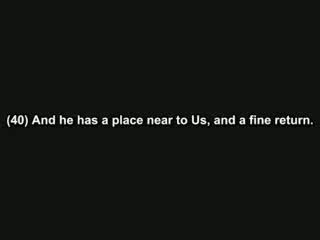 (40) And he has a place near to Us, and a fine return.